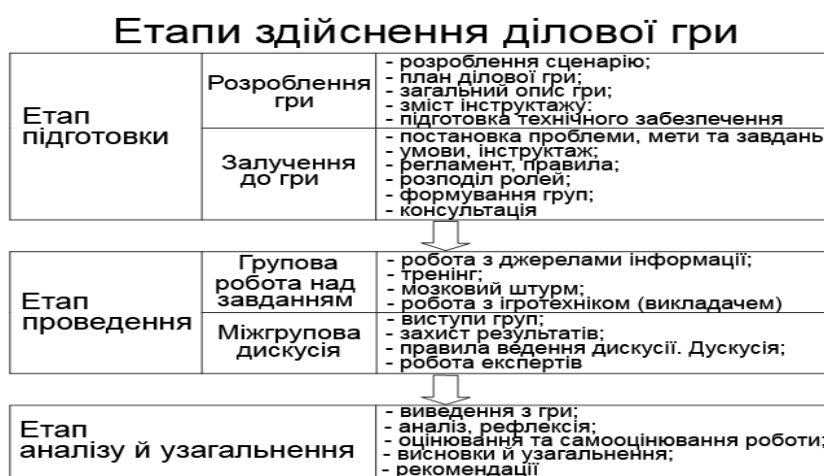 Етапи здійснення ділової гри
Етап
підготовки
Розроблення
гри
- розроблення сценарію;
- план ділової гри;
- загальний опис гри;
- зміст інструктажу:
- підготовка технічного забезпечення
Залучення
до гри
- постановка проблеми, мети та завдань
- умови, інструктаж;
- регламент, правила;
- розподіл ролей;
- формування груп;
- консультація
Етап
проведення
Групова
робота над
завданням
- робота з джерелами інформації;
- тренінг;
- мозковий штурм;
- робота з ігротехніком (викладачем)
Міжгрупова
дискусія
- виступи груп;
- захист результатів;
- правила ведення дискусії. Дускусія;
- робота експертів
Етап
аналізу й узагальнення
- виведення з гри;
- аналіз, рефлексія;
- оцінювання та самооцінювання роботи;
- висновки й узагальнення;
- рекомендації